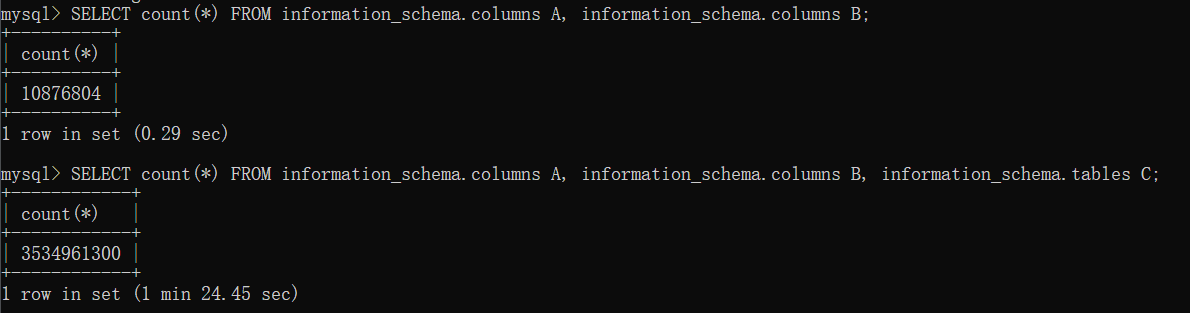 mysql> SELECT count(*) FROM information_schema.columns A, information_schema.columns B;
+----------+
| count(*) |
+----------+
| 10876804 |
+----------+
1 row in set (0.29 sec)
mysql> SELECT count(*) FROM information_schema.columns A, information_schema.columns B, information_schema.tables C;
+------------+
| count(*)   |
+------------+
| 3534961300 |
+------------+
1 row in set (1 min 24.45 sec)